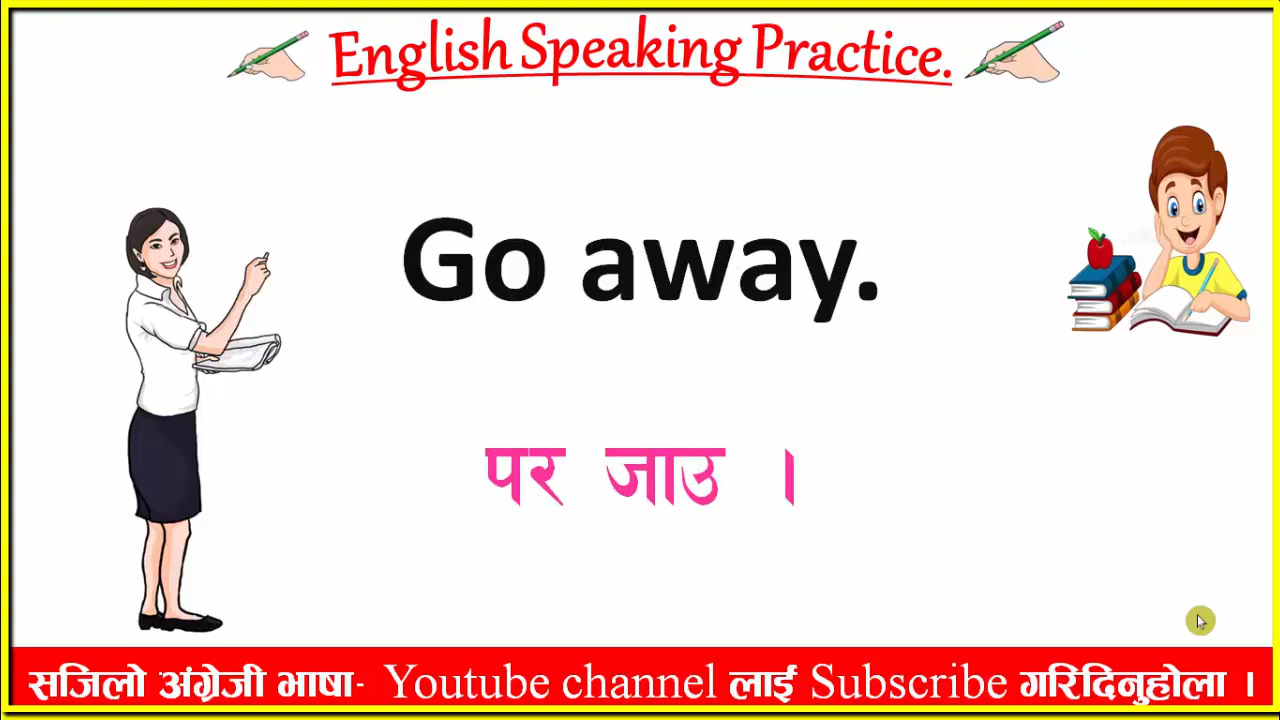 English Speaking Practice.
Go away.
पर जाउ ।
सजिलो अंग्रेजी भाषा- Youtube channel लाई Subscribe गरिदिनुहोला ।